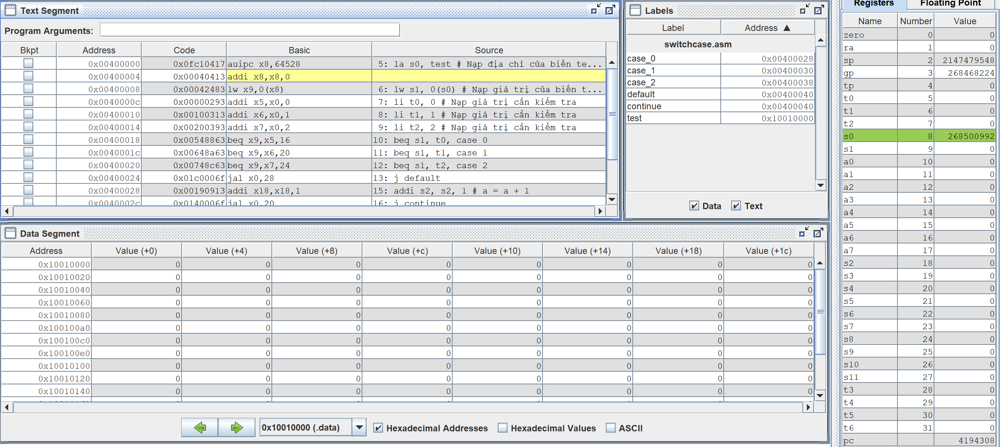 Text Segment
Program Arguments:
Bkpt Address Code Basic Source
0x00400000 0x0fc10417 auipc x8,64528 5: la s0, test # Nạp địa chỉ của biến te...
0x00400004 0x00040413 addi x8,x8,0
0x00400008 0x00042483 lw x9,0(x8) 6: lw s1, 0(s0) # Nạp giá trị của biến t...
0x0040000c 0x00000293 addi x5,x0,0 7: li t0, 0 # Nạp giá trị cần kiểm tra
0x00400010 0x00100313 addi x6,x0,1 8: li t1, 1 # Nạp giá trị cần kiểm tra
0x00400014 0x00200393 addi x7,x0,2 9: li t2, 2 # Nạp giá trị cần kiểm tra
0x00400018 0x00548863 beq x9,x5,16 10: beq s1, t0, case 0
0x0040001c 0x00648a63 beq x9,x6,20 11: beq s1, t1, case 1
0x00400020 0x00748c63 beq x9,x7,24 12: beq s1, t2, case 2
0x00400024 0x01c0006f jal x0,28 13: j default
0x00400028 0x00190913 addi x18,x18,1 15: addi s2, s2, 1 # a = a + 1
0x0040002c 0x0140006f jal x0,20 16: j continue
Labels
Label Address ▲
switchcase.asm
case_0 0x00400028
case_1 0x00400030
case_2 0x00400038
default 0x00400040
continue 0x00400040
test 0x10010000
Data Text
Data Segment
Address Value (+0) Value (+4) Value (+8) Value (+c) Value (+10) Value (+14) Value (+18) Value (+1c)
0x10010000 0 0 0 0 0 0 0 0
0x10010020 0 0 0 0 0 0 0 0
0x10010040 0 0 0 0 0 0 0 0
0x10010060 0 0 0 0 0 0 0 0
0x10010080 0 0 0 0 0 0 0 0
0x100100a0 0 0 0 0 0 0 0 0
0x100100c0 0 0 0 0 0 0 0 0
0x100100e0 0 0 0 0 0 0 0 0
0x10010100 0 0 0 0 0 0 0 0
0x10010120 0 0 0 0 0 0 0 0
0x10010140 0 0 0 0 0 0 0 0
0x10010000 (.data) Hexadecimal Addresses Hexadecimal Values ASCII
Registers Floating Point
Name Number Value
zero 0 0
ra 1 0
sp 2 2147479548
gp 3 268468224
tp 4 0
t0 5 0
t1 6 0
t2 7 0
s0 8 268500992
s1 9 0
a0 10 0
a1 11 0
a2 12 0
a3 13 0
a4 14 0
a5 15 0
a6 16 0
a7 17 0
s2 18 0
s3 19 0
s4 20 0
s5 21 0
s6 22 0
s7 23 0
s8 24 0
s9 25 0
s10 26 0
s11 27 0
t3 28 0
t4 29 0
t5 30 0
t6 31 0
pc 4194308